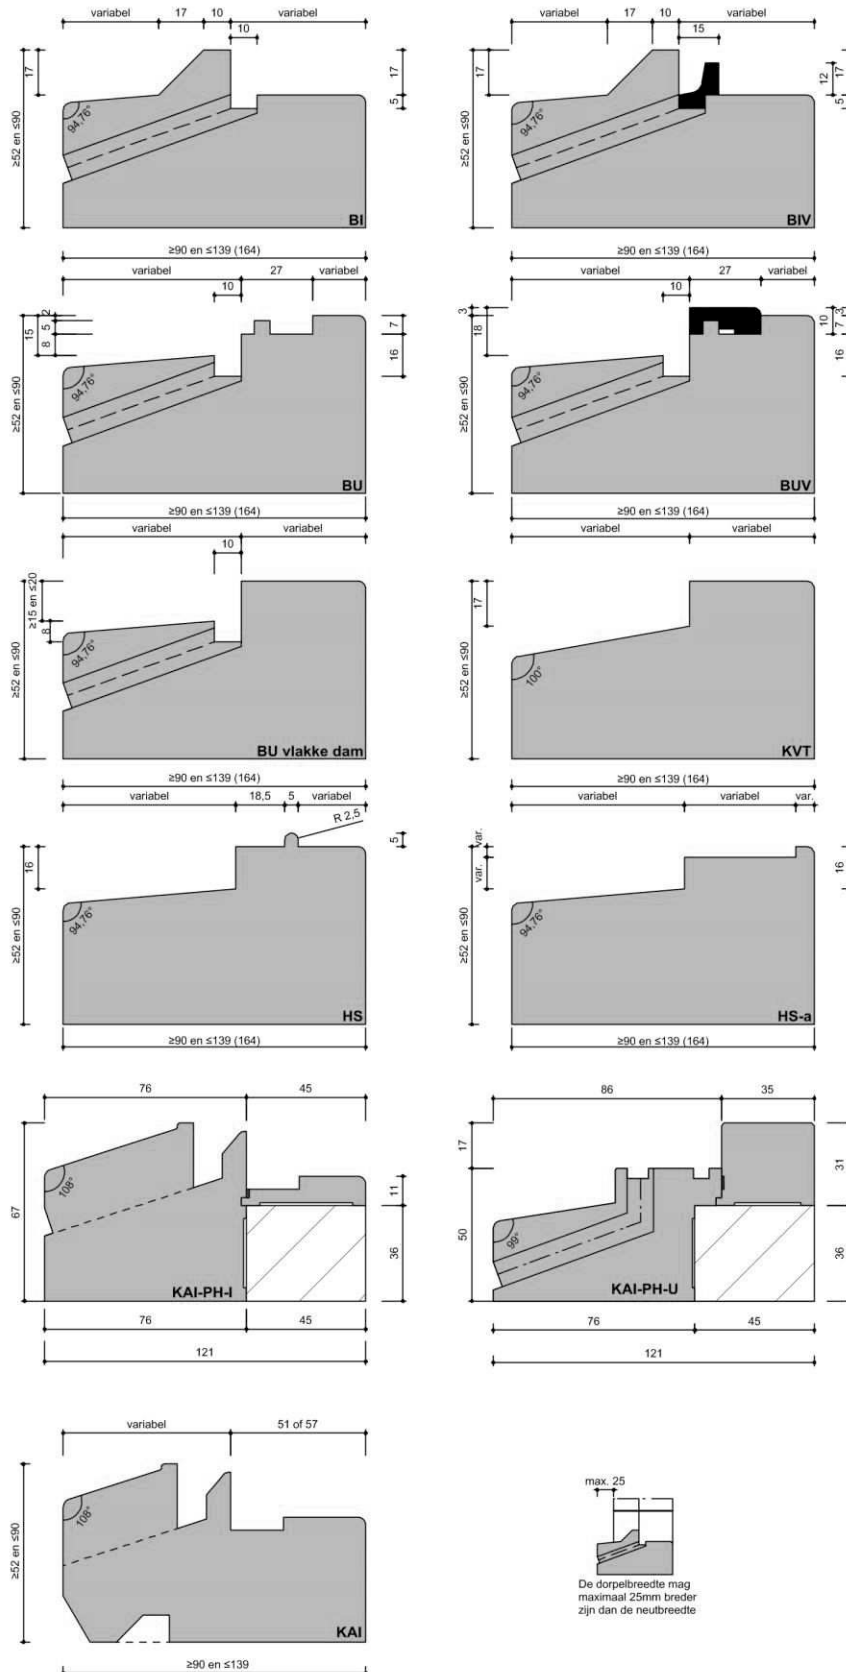 variabel 17 10 variabel
10
17
≥52 en ≤90
94,76°
17
5
BI
≥90 en ≤139 (164)
variabel 17 10 variabel
15
17
≥52 en ≤90
94,76°
12
17
5
BIV
≥90 en ≤139 (164)
variabel 27 variabel
10
15
2
5
8
≥52 en ≤90
94,76°
7
16
BU
≥90 en ≤139 (164)
variabel 27 variabel
10
3
18
≥52 en ≤90
94,76°
10
3
7
16
BUV
≥90 en ≤139 (164)
variabel variabel
10
≥15 en ≤20
8
≥52 en ≤90
94,76°
BU vlakke dam
≥90 en ≤139 (164)
variabel variabel
17
≥52 en ≤90
100°
KVT
≥90 en ≤139 (164)
variabel 18,5 5 variabel
R 2,5
5
16
≥52 en ≤90
94,76°
HS
≥90 en ≤139 (164)
variabel variabel var.
var.
var.
16
≥52 en ≤90
94,76°
HS-a
≥90 en ≤139 (164)
76 45
67
108°
11
36
KAI-PH-I
76 45
121
86 35
17
50
99°
31
36
KAI-PH-U
76 45
121
variabel 51 of 57
≥52 en ≤90
108°
KAI
≥90 en ≤139
max. 25
De dorpelbreedte mag
maximaal 25mm breder
zijn dan de neutbreedte